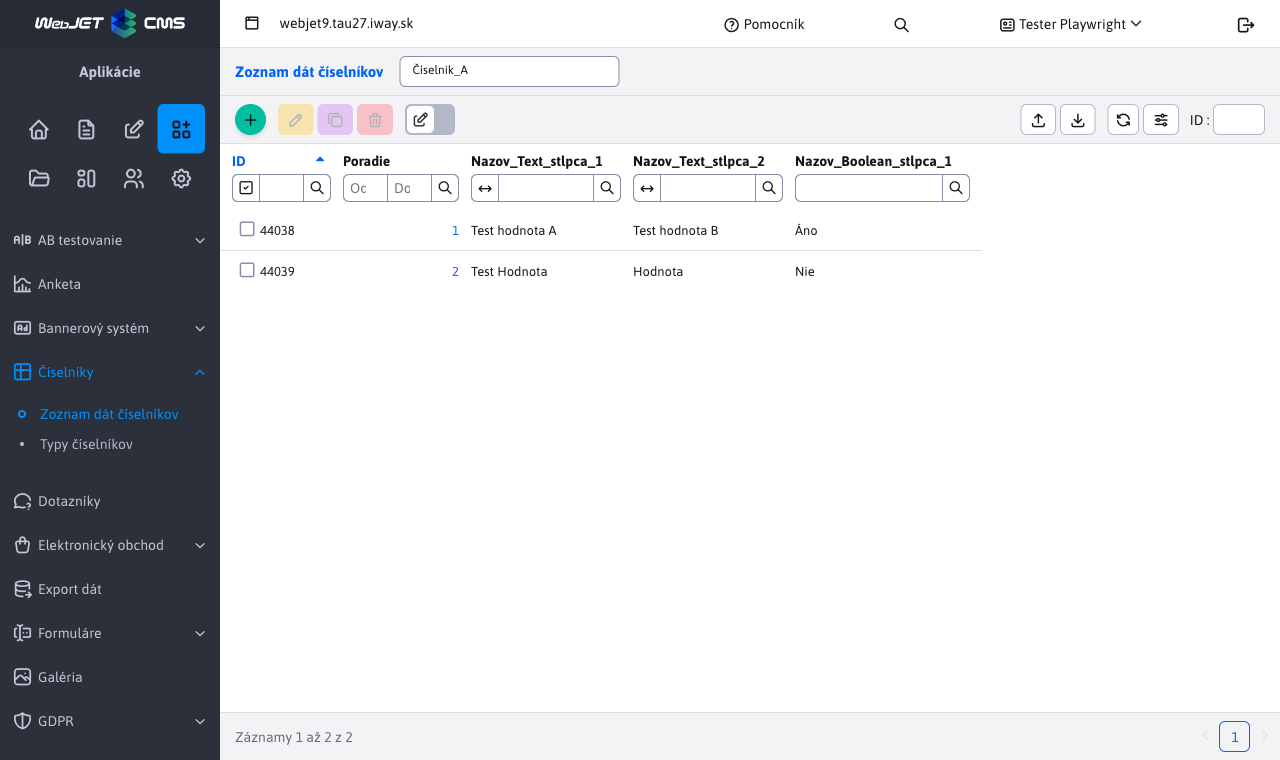 WebJET CMS
webjet9.tau27.iway.sk
Pomocník
Tester Playwright
Aplikácie
Zoznam dát číselníkov
Číselník_A
ID :
AB testovanie
Anketa
Bannerový systém
Číselníky
Zoznam dát číselníkov
Typy číselníkov
Dotazníky
Elektronický obchod
Export dát
Formuláre
Galéria
GDPR
ID Poradie Nazov_Text_stlpca_1 Nazov_Text_stlpca_2 Nazov_Boolean_stlpca_1
Od Do
44038 1 Test hodnota A Test hodnota B Áno
44039 2 Test Hodnota Hodnota Nie
Záznamy 1 až 2 z 2
1